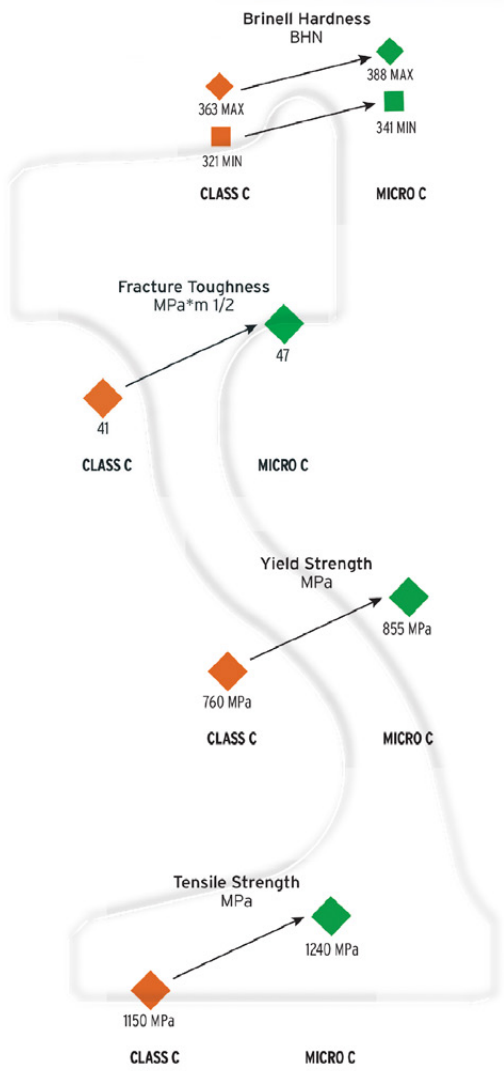 Brinell Hardness
BHN
388 MAX
363 MAX
341 MIN
321 MIN
CLASS C
MICRO C
Fracture Toughness
MPa*m 1/2
47
41
CLASS C
MICRO C
Yield Strength
MPa
855 MPa
760 MPa
CLASS C
MICRO C
Tensile Strength
MPa
1240 MPa
1150 MPa
CLASS C
MICRO C